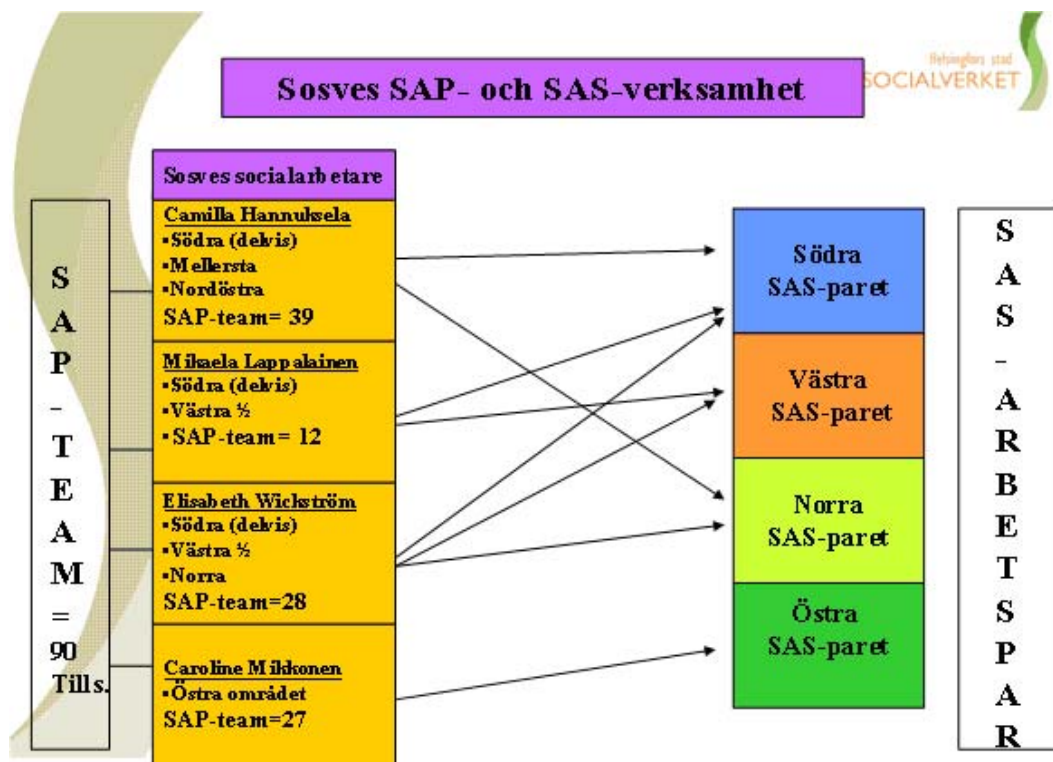 Helsingfors stad
SOCIALVERKET
Sosves SAP- och SAS-verksamhet
S
A
P
-
T
E
A
M
=
90
Tills.
Sosves socialarbetare
Camilla Hannuksela
▪Södra (delvis)
▪Mellersta
▪Nordöstra
SAP-team= 39
Mikaela Lappalainen
▪Södra (delvis)
▪Västra ½
▪ SAP-team= 12
Elisabeth Wickström
▪Södra (delvis)
▪Västra ½
▪Norra
SAP-team=28
Caroline Mikkonen
▪Östra området
SAP-team=27
Södra
SAS-paret
Västra
SAS-paret
Norra
SAS-paret
Östra
SAS-paret
S
A
S
-
A
R
B
E
T
S
P
A
R